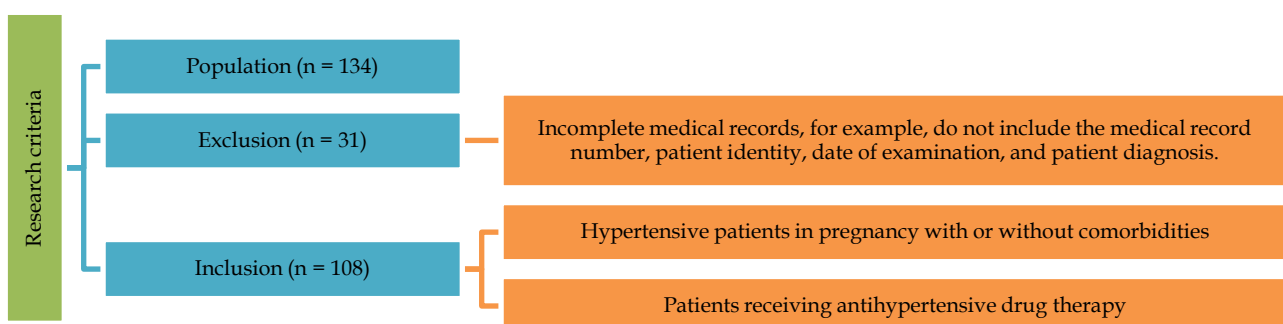 Research criteria
Population (n = 134)
Exclusion (n = 31)
Incomplete medical records, for example, do not include the medical record
number, patient identity, date of examination, and patient diagnosis.
Inclusion (n = 108)
Hypertensive patients in pregnancy with or without comorbidities
Patients receiving antihypertensive drug therapy